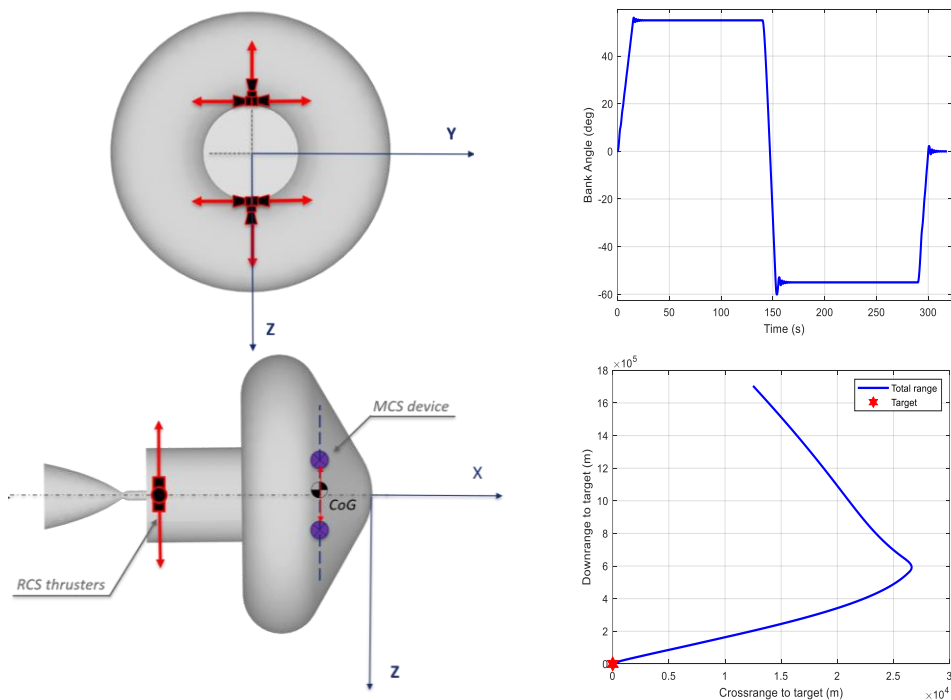 Y
Z
MCS device
X
CoG
RCS thrusters
Z
40
20
0
-20
-40
-60
Bank Angle (deg)
0 50 100 150 200 250 300
Time (s)
×10^5
18
16
14
12
10
8
6
4
2
0
Downrange to target (m)
Total range
Target
0 0.5 1 1.5 2 2.5 3
Crossrange to target (m)